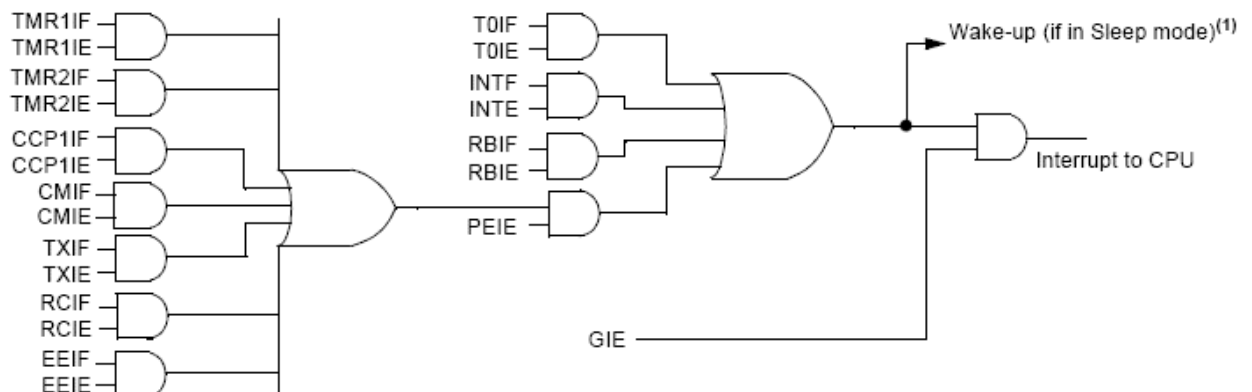 TMR1IF
TMR1IE
TMR2IF
TMR2IE
CCP1IF
CCP1IE
CMIF
CMIE
TXIF
TXIE
RCIF
RCIE
EEIF
EEIE
T0IF
T0IE
INTF
INTE
RBIF
RBIE
PEIE
Wake-up (if in Sleep mode)(1)
Interrupt to CPU
GIE